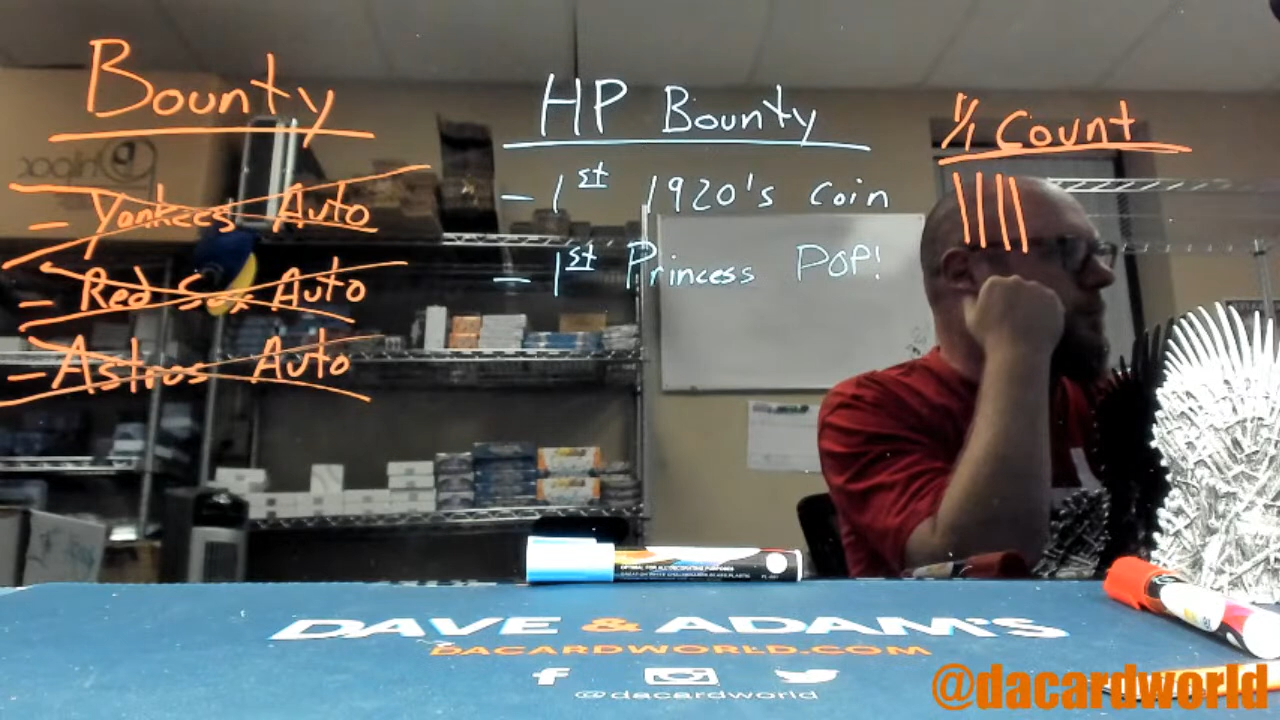 Bounty
- Yankees Auto
- Red Sox Auto
- Astros Auto
HP Bounty
- 1st 1920's Coin
- 1st Princess POP!
1/1 Count
||||
DAVE & ADAM'S
DACARDWORLD.COM
@dacardworld
@dacardworld